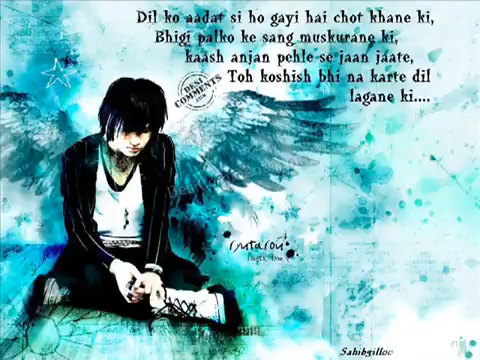 Dil ko aadat si ho gayi hai chot khane ki,
Bhigi palko ke sang muskurane ki,
kaash anjan pehle se jaan jaate,
Toh koshish bhi na karte dil
lagane ki....
DESI
COMMENTS
.COM
Sahibgilloo